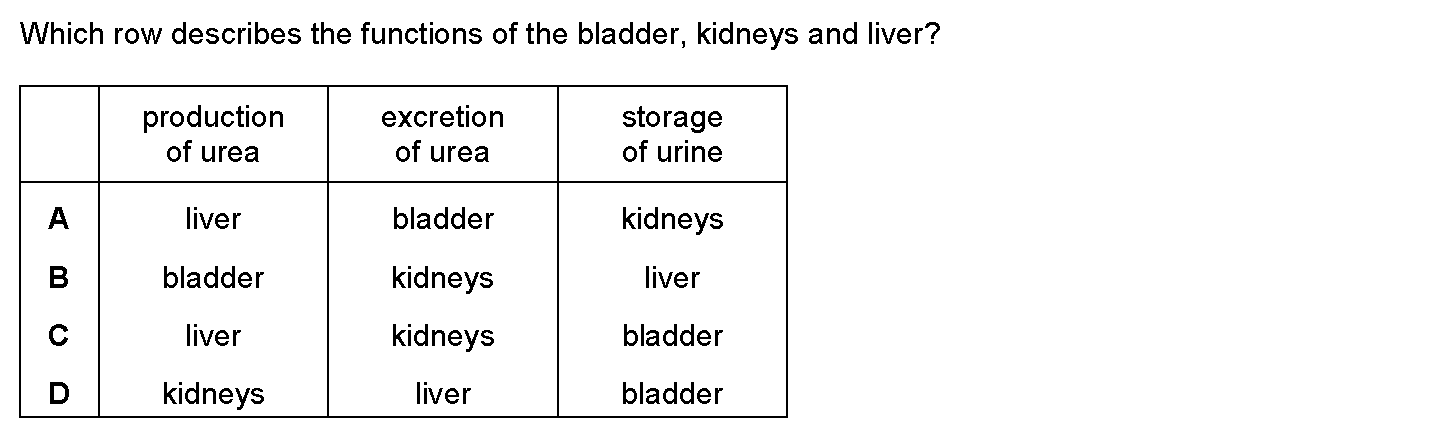 Which row describes the functions of the bladder, kidneys and liver?
production excretion storage
of urea of urea of urine
A liver bladder kidneys
B bladder kidneys liver
C liver kidneys bladder
D kidneys liver bladder